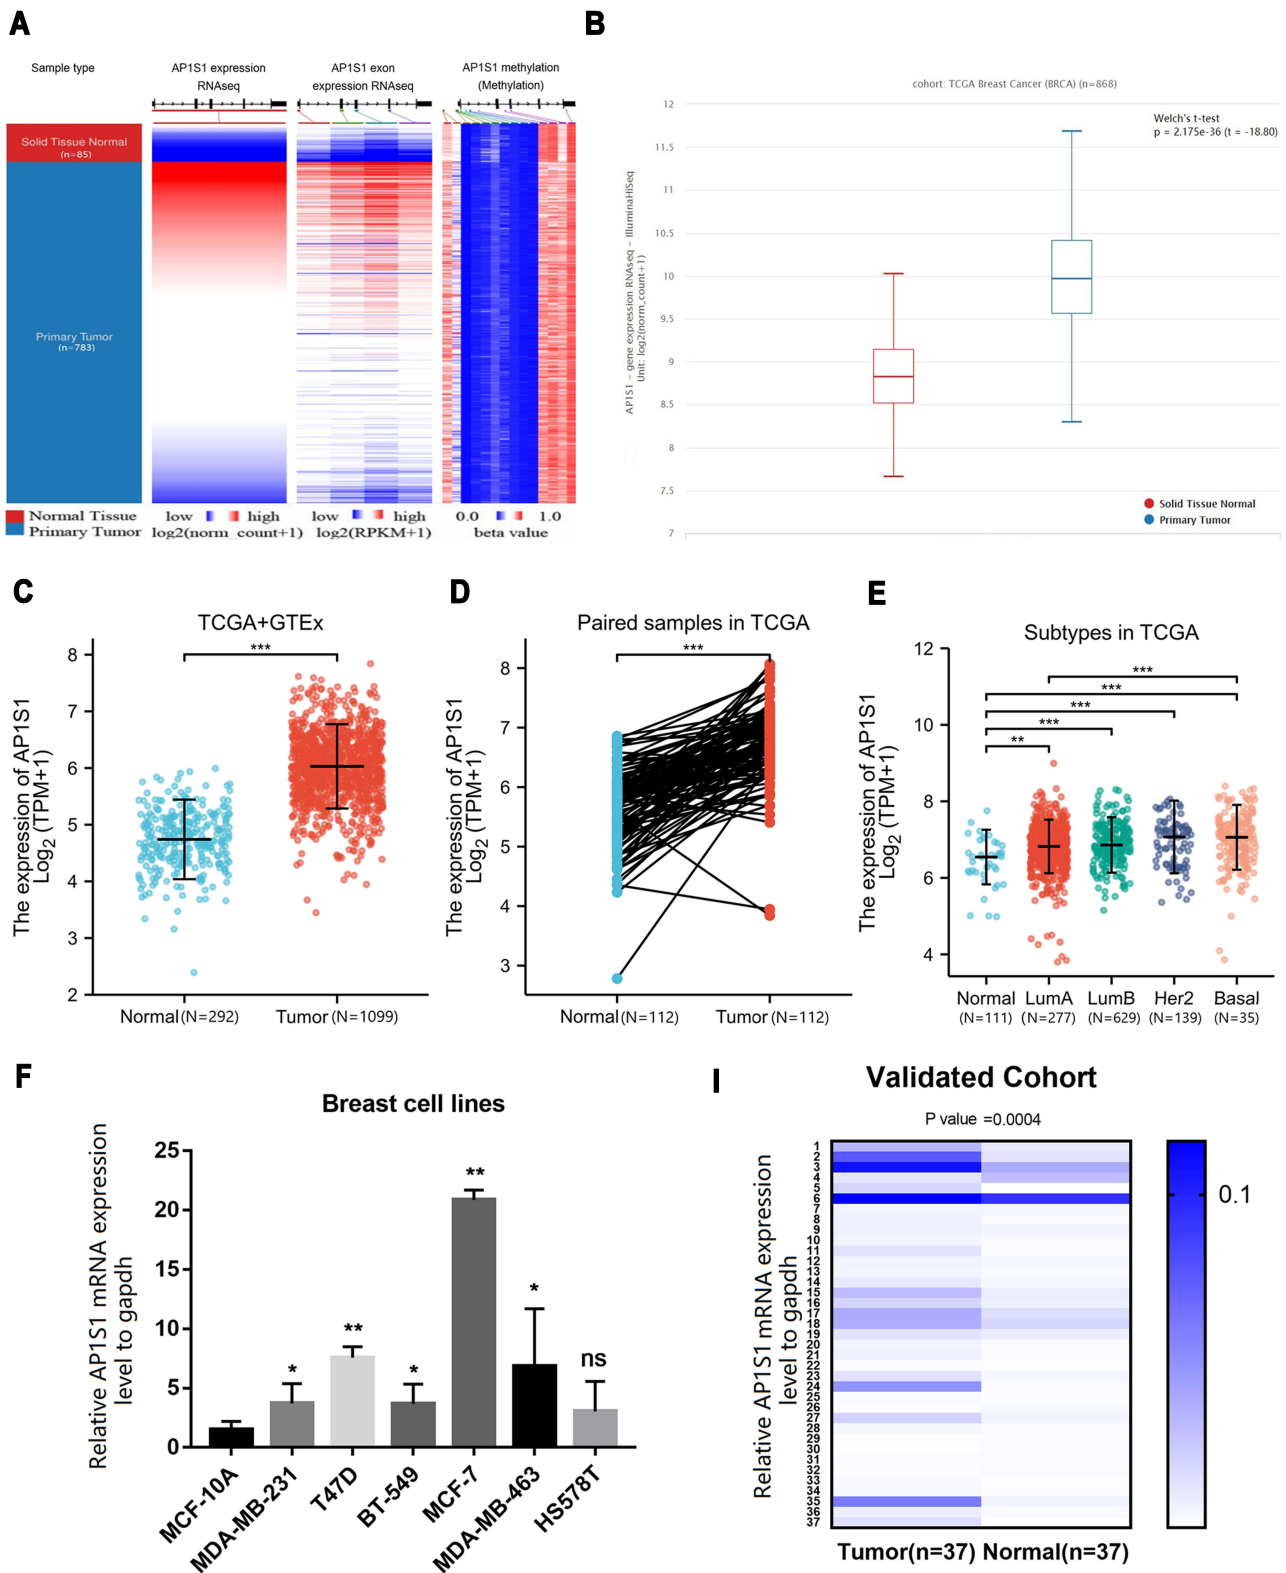 A
Sample type
AP1S1 expression
RNAseq
AP1S1 exon
expression RNAseq
AP1S1 methylation
(Methylation)
Solid Tissue Normal
(n=85)
Primary Tumor
(n=783)
Normal Tissue
Primary Tumor
low high
log2(norm_count+1)
low high
log2(RPKM+1)
0.0 1.0
beta value
B
cohort: TCGA Breast Cancer (BRCA) (n=868)
Welch's t-test
p = 2.175e-36 (t = -18.80)
AP1S1 - gene expression RNAseq - IlluminaHiSeq
Unit: log2(norm_count+1)
12
11.5
11
10.5
10
9.5
9
8.5
8
7.5
7
Solid Tissue Normal
Primary Tumor
C
TCGA+GTEx
***
The expression of AP1S1
Log2 (TPM+1)
8
7
6
5
4
3
2
Normal(N=292) Tumor(N=1099)
D
Paired samples in TCGA
***
The expression of AP1S1
Log2 (TPM+1)
8
7
6
5
4
3
Normal(N=112) Tumor(N=112)
E
Subtypes in TCGA
***
***
***
***
**
The expression of AP1S1
Log2 (TPM+1)
12
10
8
6
4
Normal LumA LumB Her2 Basal
(N=111) (N=277) (N=629) (N=139) (N=35)
F
Breast cell lines
Relative AP1S1 mRNA expression
level to gapdh
25
20
15
10
5
0
*
**
*
**
*
ns
MCF-10A
MDA-MB-231
T47D
BT-549
MCF-7
MDA-MB-463
HS578T
I
Validated Cohort
P value =0.0004
Relative AP1S1 mRNA expression
level to gapdh
1
2
3
4
5
6
7
8
9
10
11
12
13
14
15
16
17
18
19
20
21
22
23
24
25
26
27
28
29
30
31
32
33
34
35
36
37
0.1
Tumor(n=37) Normal(n=37)